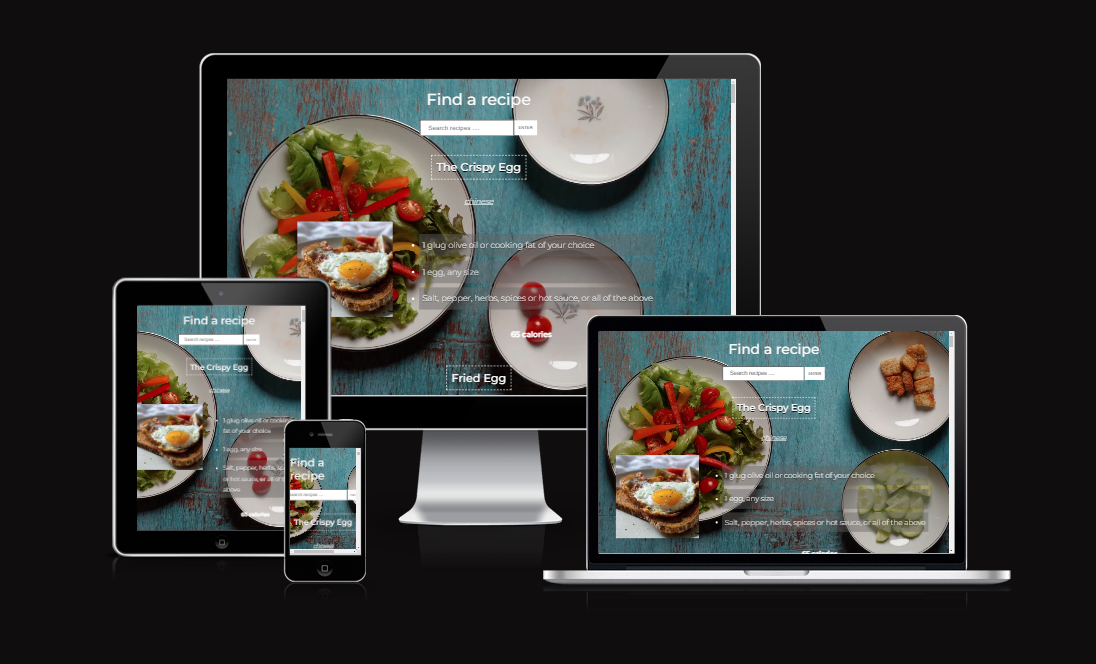 Find a recipe
Search recipes ....
ENTER
The Crispy Egg
chinese
1 glug olive oil or cooking fat of your choice
1 egg, any size
Salt, pepper, herbs, spices or hot sauce, or all of the above
65 calories
Fried Egg
Find a recipe
Search recipes ....
The Crispy Egg
chinese
1 glug olive oil or cooking
fat of your choice
1 egg, any size
Salt, pepper, herbs, sp
or hot sauce, or all of t
above
65 calories
Find a
recipe
search recipes ....
The Crispy Egg
chinese
Find a recipe
Search recipes ....
ENTER
The Crispy Egg
chinese
1 glug olive oil or cooking fat of your choice
1 egg, any size
Salt, pepper, herbs, spices or hot sauce, or all of the above
65 calories